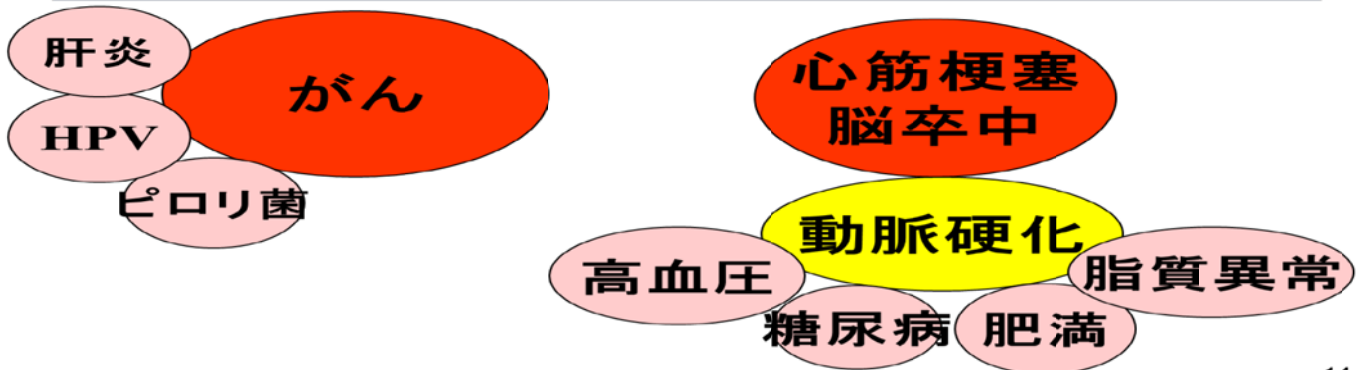 肝炎
がん
HPV
ピロリ菌
心筋梗塞
脳卒中
動脈硬化
高血圧
糖尿病
肥満
脂質異常